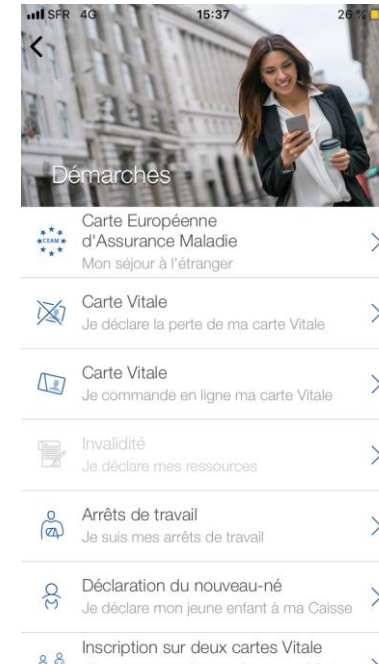 SFR 4G 15:37 26 %
Démarches
Carte Européenne
d'Assurance Maladie
Mon séjour à l'étranger
CEAM
Carte Vitale
Je déclare la perte de ma carte Vitale
Carte Vitale
Je commande en ligne ma carte Vitale
Invalidité
Je déclare mes ressources
Arrêts de travail
Je suis mes arrêts de travail
Déclaration du nouveau-né
Je déclare mon jeune enfant à ma Caisse
Inscription sur deux cartes Vitale